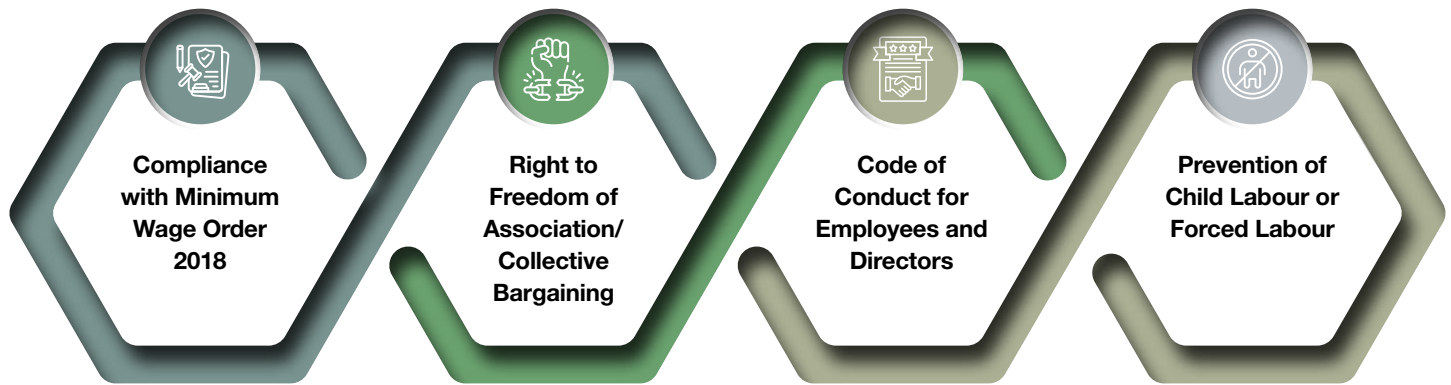 Compliance
with Minimum
Wage Order
2018
Right to
Freedom of
Association/
Collective
Bargaining
Code of
Conduct for
Employees and
Directors
Prevention of
Child Labour or
Forced Labour